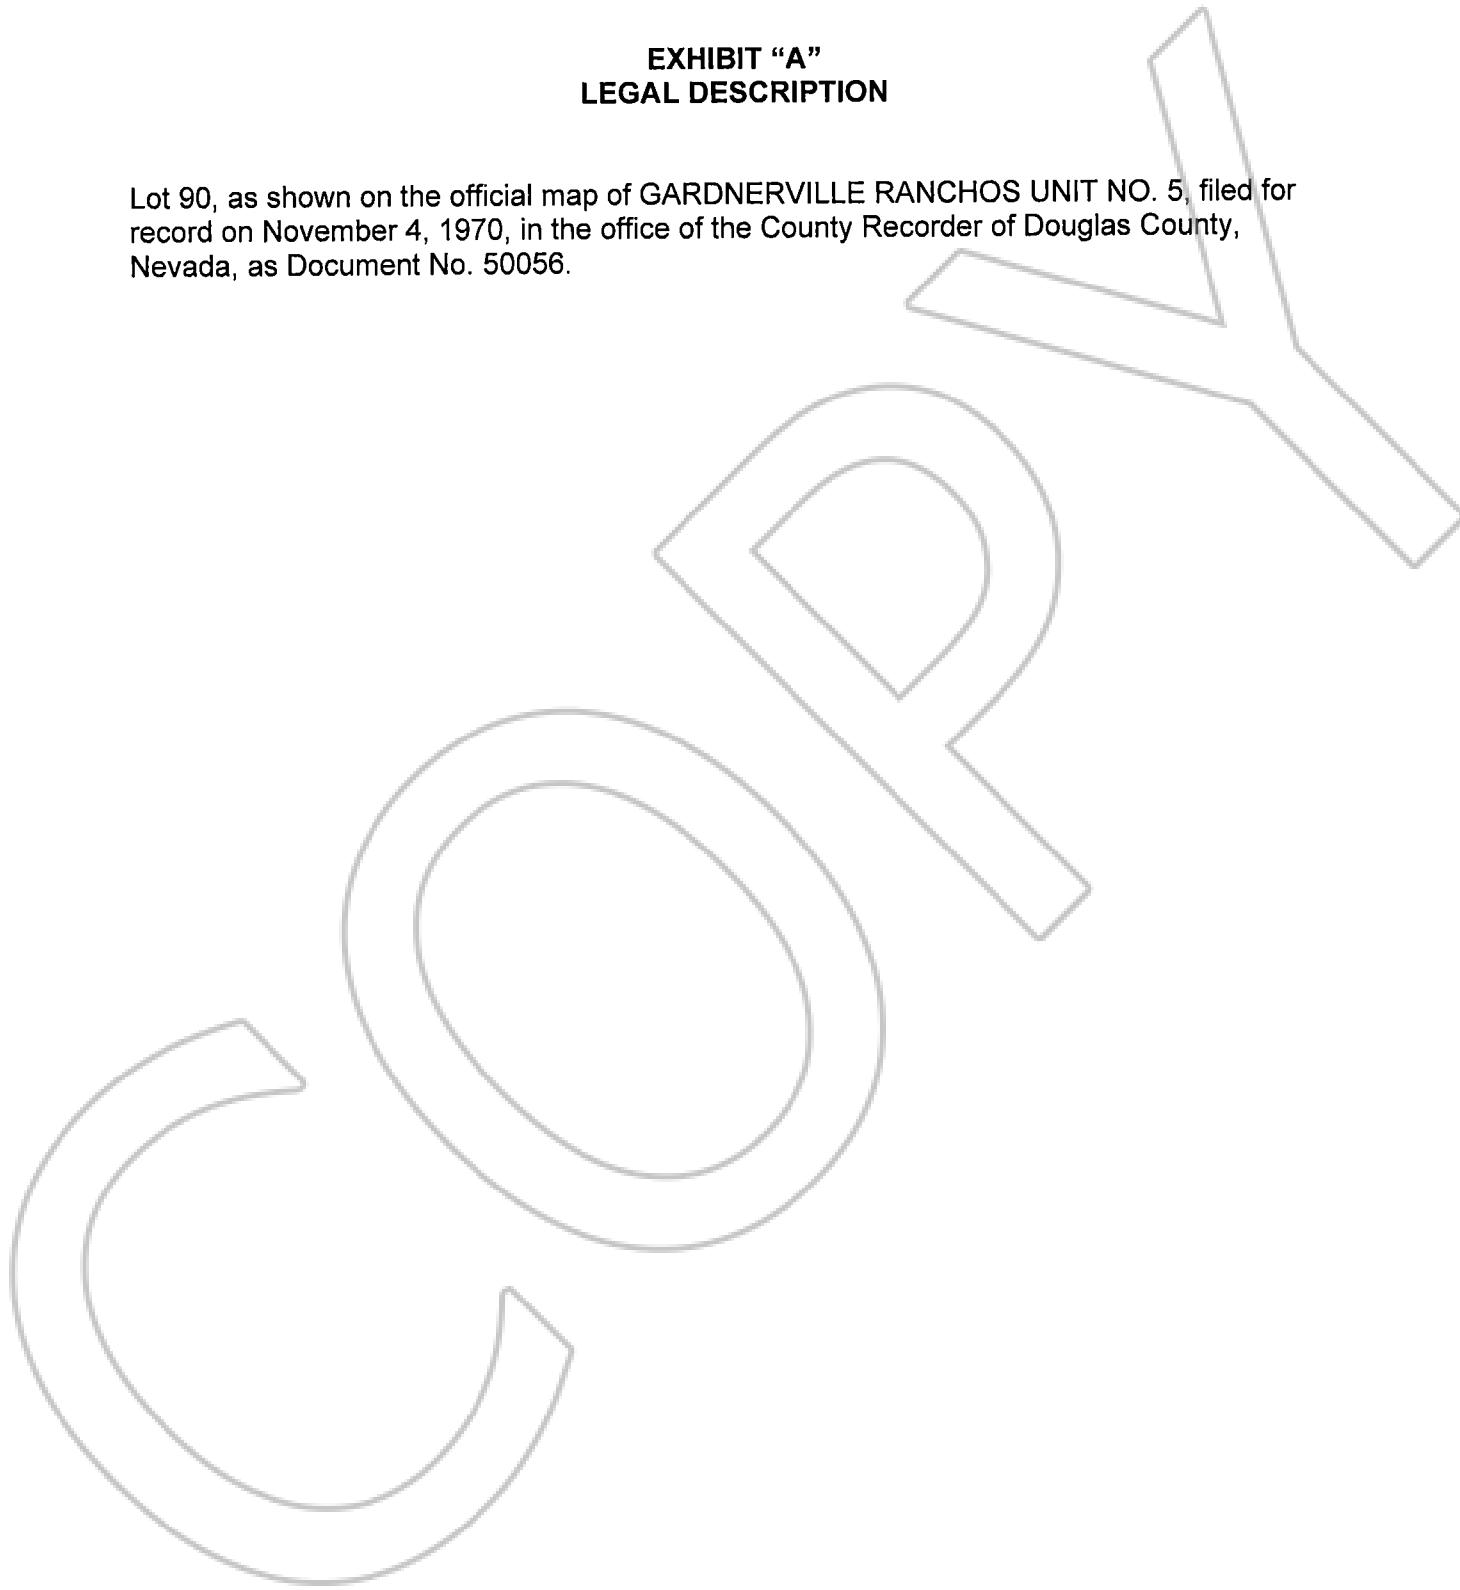 EXHIBIT “A”
LEGAL DESCRIPTION
Lot 90, as shown on the official map of GARDNERVILLE RANCHOS UNIT NO. 5, filed for
record on November 4, 1970, in the office of the County Recorder of Douglas County,
Nevada, as Document No. 50056.
COPY